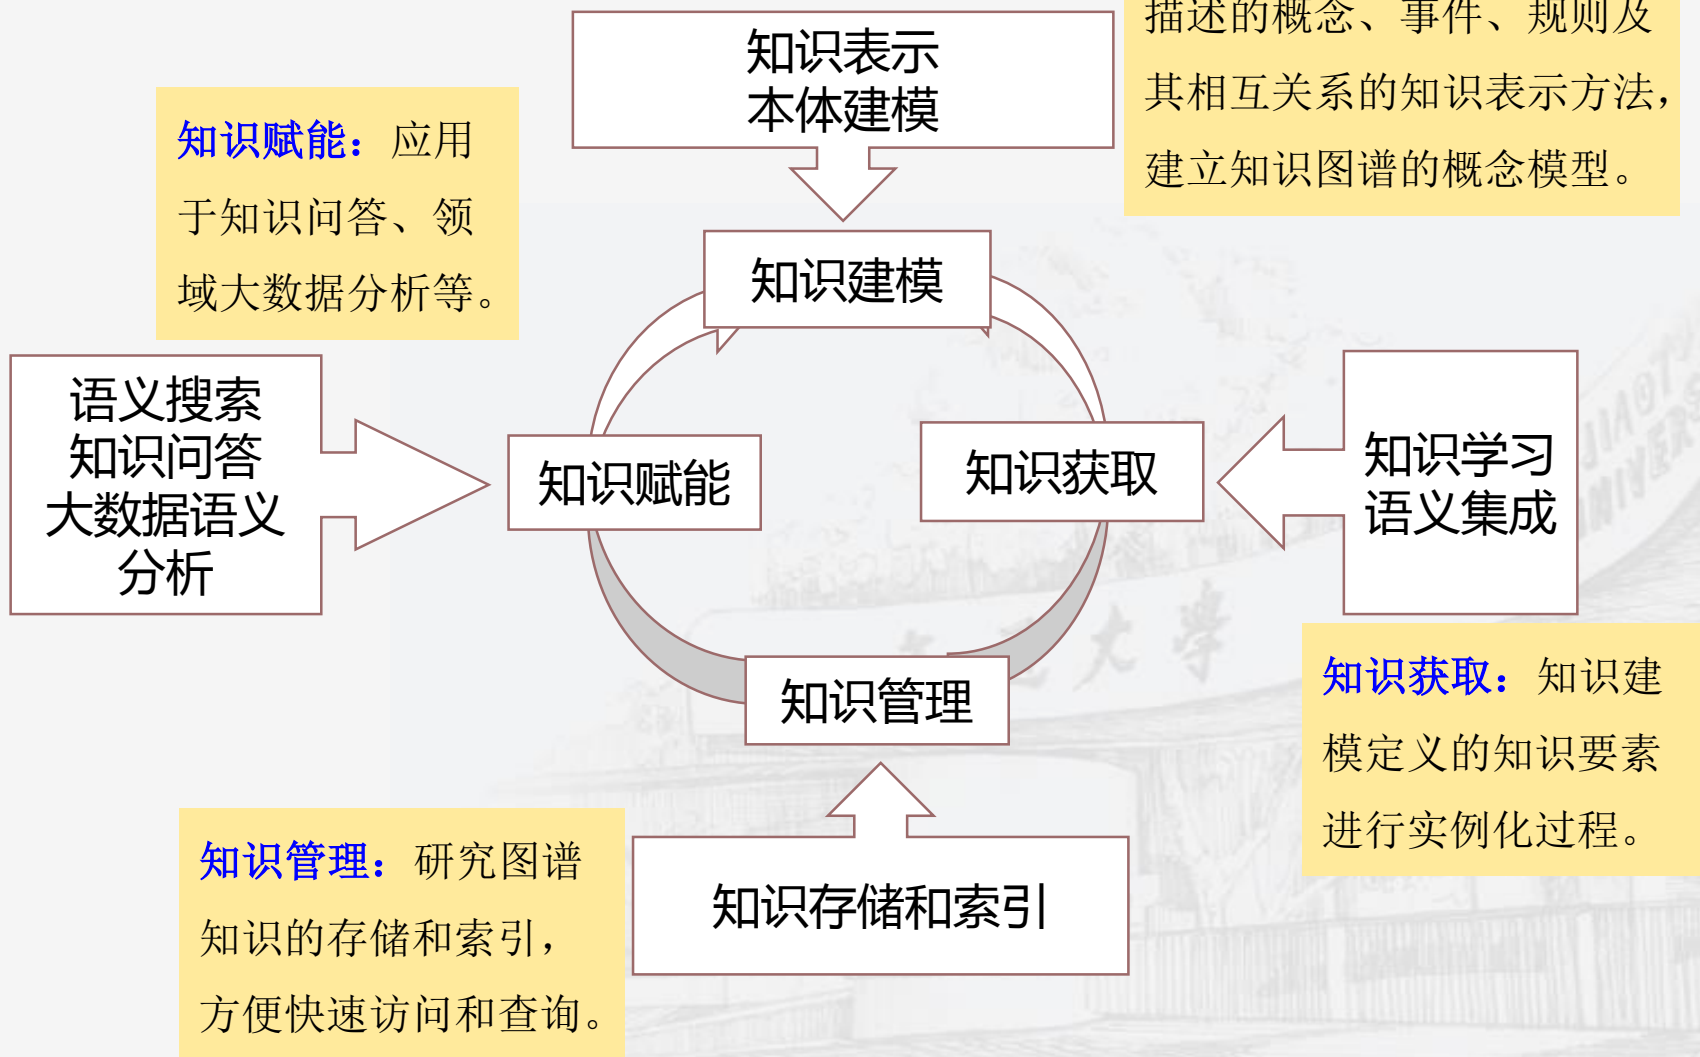 描述的概念、事件、规则及
其相互关系的知识表示方法，
建立知识图谱的概念模型。
知识表示
本体建模
知识赋能：应用
于知识问答、领
域大数据分析等。
知识建模
语义搜索
知识问答
大数据语义
分析
知识赋能
知识获取
知识学习
语义集成
知识管理
知识获取：知识建
模定义的知识要素
进行实例化过程。
知识管理：研究图谱
知识的存储和索引，
方便快速访问和查询。
知识存储和索引
大學
JIAOT